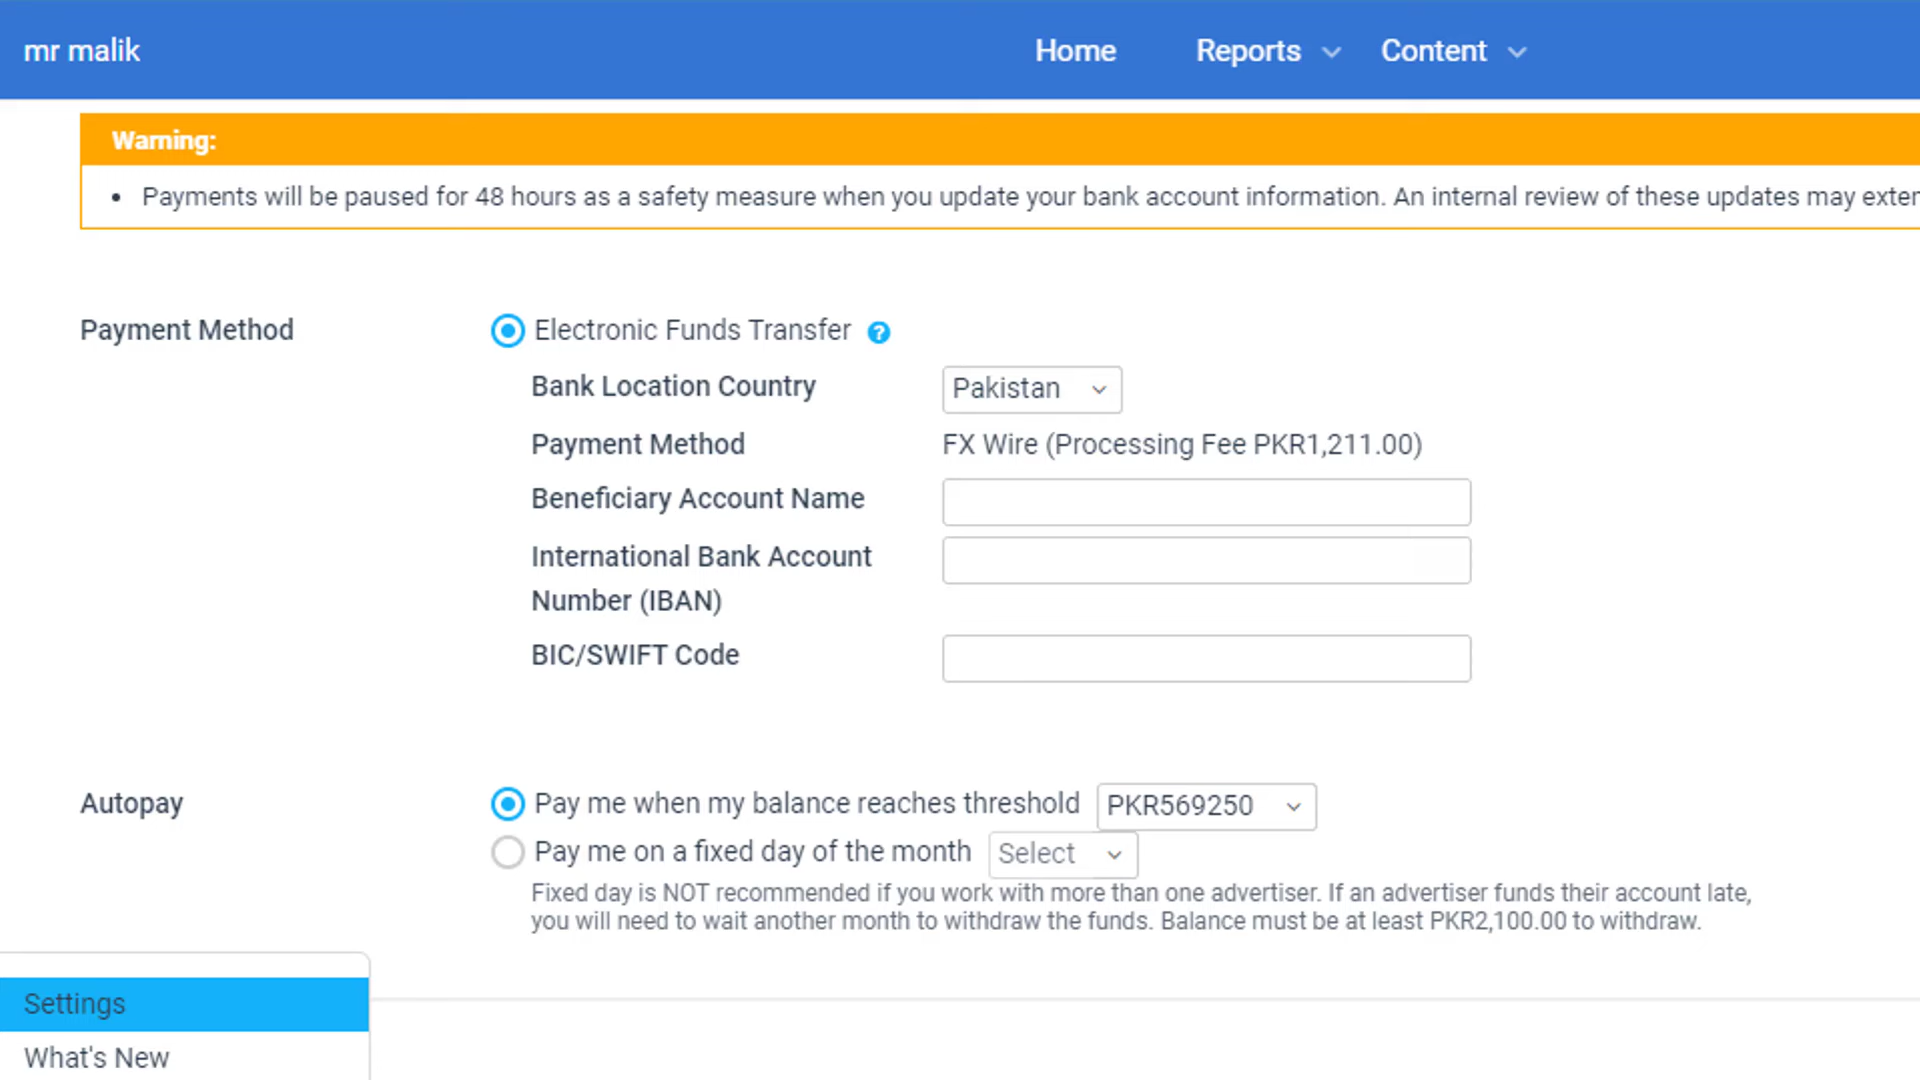 mr malik
Home
Reports
Content
Warning:
• Payments will be paused for 48 hours as a safety measure when you update your bank account information. An internal review of these updates may exten
Payment Method
Electronic Funds Transfer ?
Bank Location Country
Pakistan
Payment Method
FX Wire (Processing Fee PKR1,211.00)
Beneficiary Account Name
International Bank Account
Number (IBAN)
BIC/SWIFT Code
Autopay
Pay me when my balance reaches threshold
PKR569250
Pay me on a fixed day of the month
Select
Fixed day is NOT recommended if you work with more than one advertiser. If an advertiser funds their account late,
you will need to wait another month to withdraw the funds. Balance must be at least PKR2,100.00 to withdraw.
Settings
What's New